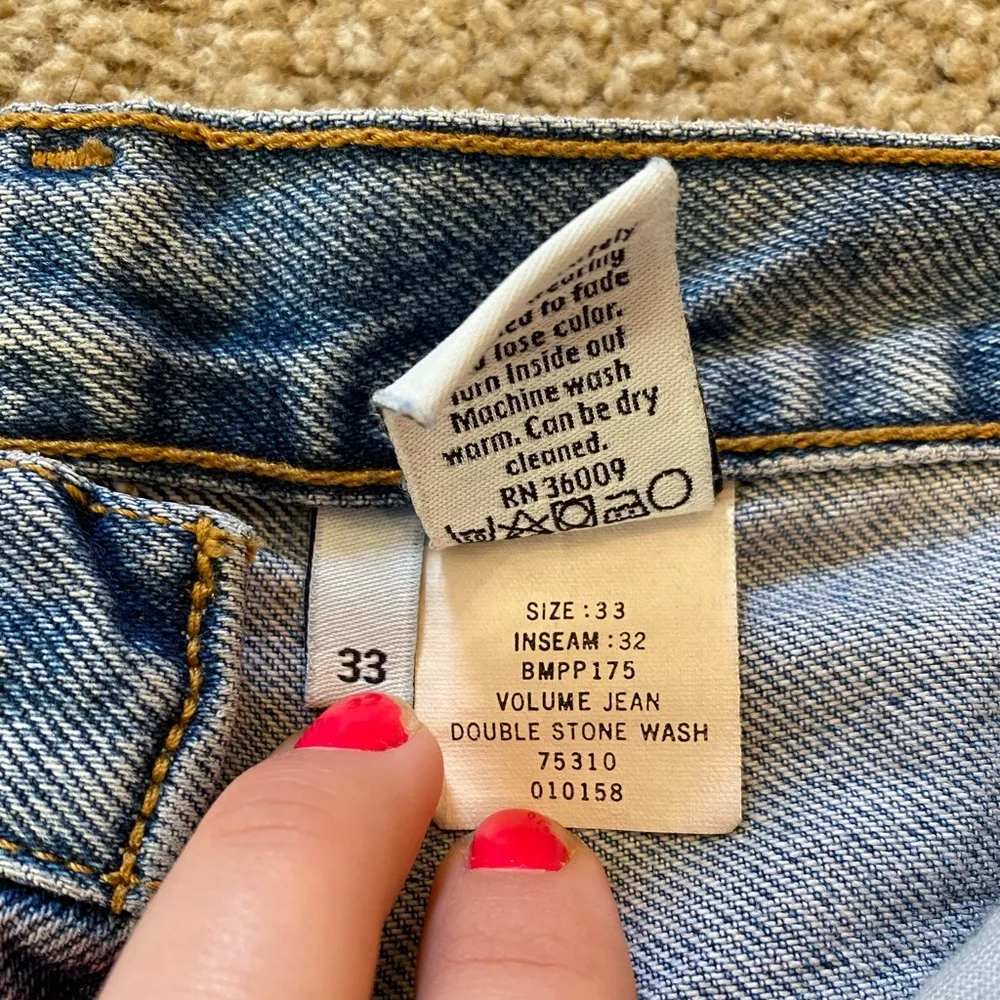 to fade
lose color.
Turn inside out
Machine wash
warm. Can be dry
cleaned.
RN 36009
33
SIZE : 33
INSEAM : 32
BMPP175
VOLUME JEAN
DOUBLE STONE WASH
75310
010158